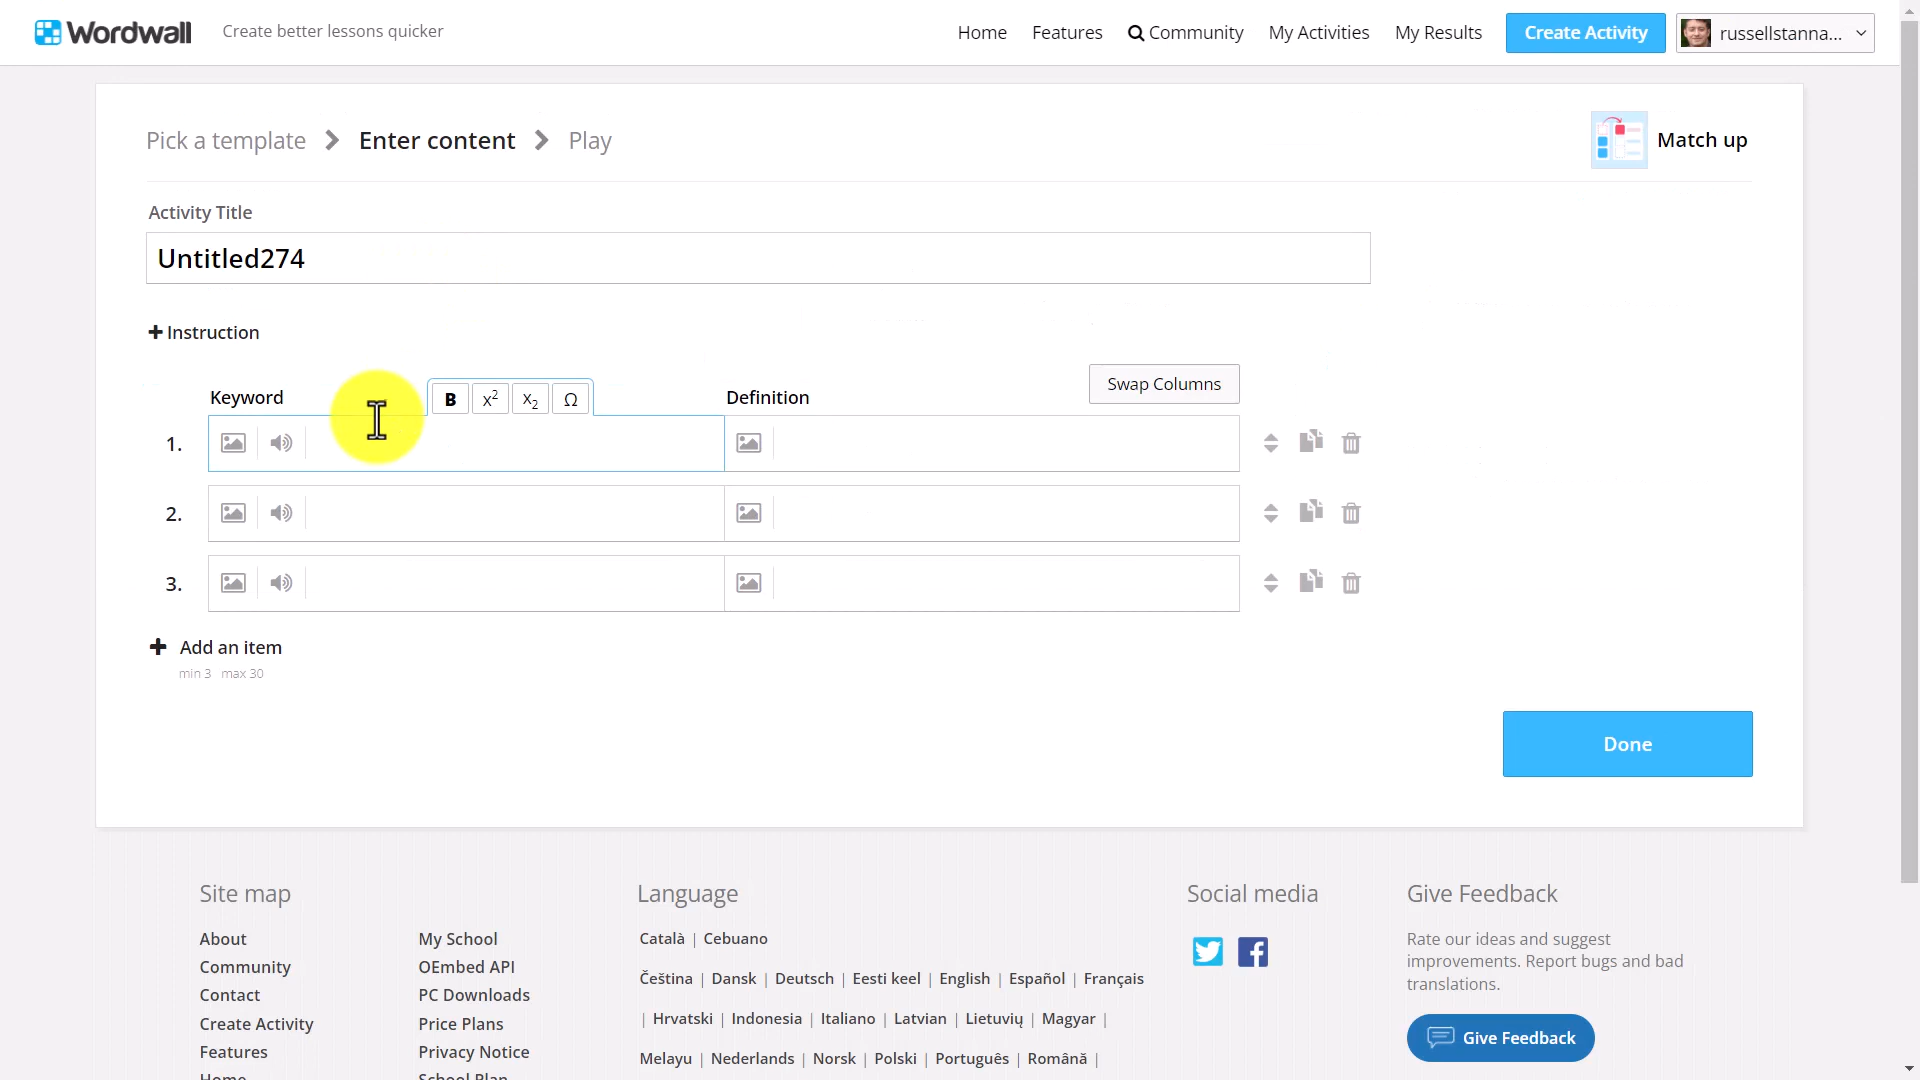 Wordwall Create better lessons quicker Home Features Community My Activities My Results Create Activity russellstanna...
Pick a template Enter content Play Match up
Activity Title
Untitled274
+ Instruction
Keyword B x² x₂ Ω Definition Swap Columns
1.
2.
3.
+ Add an item
min 3 max 30
Done
Site map Language Social media Give Feedback
About My School Català | Cebuano Rate our ideas and suggest
Community OEmbed API improvements. Report bugs and bad
Contact PC Downloads Čeština | Dansk | Deutsch | Eesti keel | English | Español | Français translations.
Create Activity Price Plans | Hrvatski | Indonesia | Italiano | Latvian | Lietuvių | Magyar |
Features Privacy Notice Melayu | Nederlands | Norsk | Polski | Português | Română | Give Feedback
Home School Plan